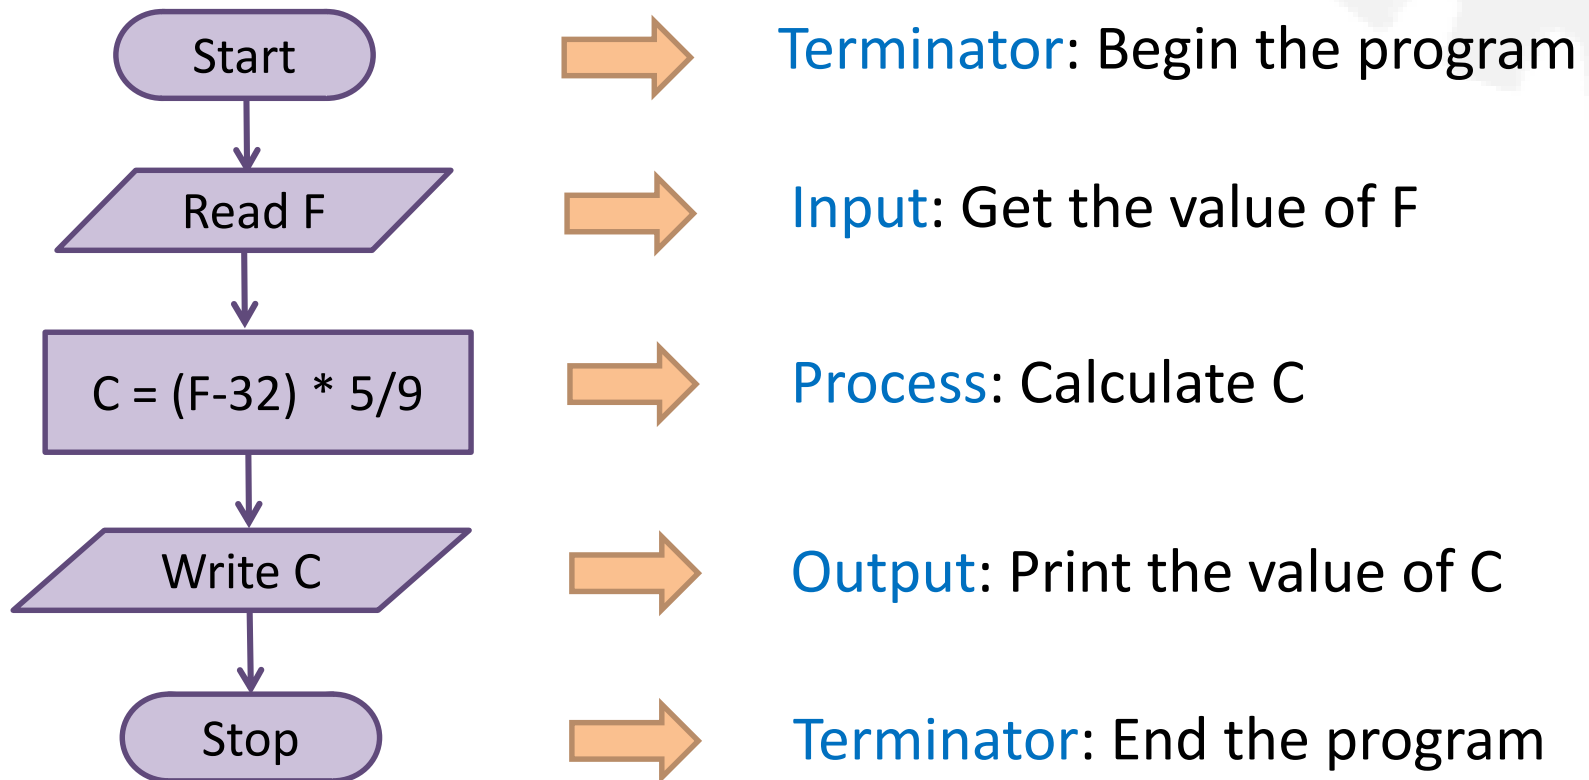 Start
Terminator: Begin the program
Read F
Input: Get the value of F
C = (F-32) * 5/9
Process: Calculate C
Write C
Output: Print the value of C
Stop
Terminator: End the program